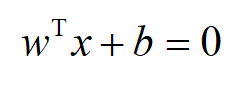 wᵀx + b = 0